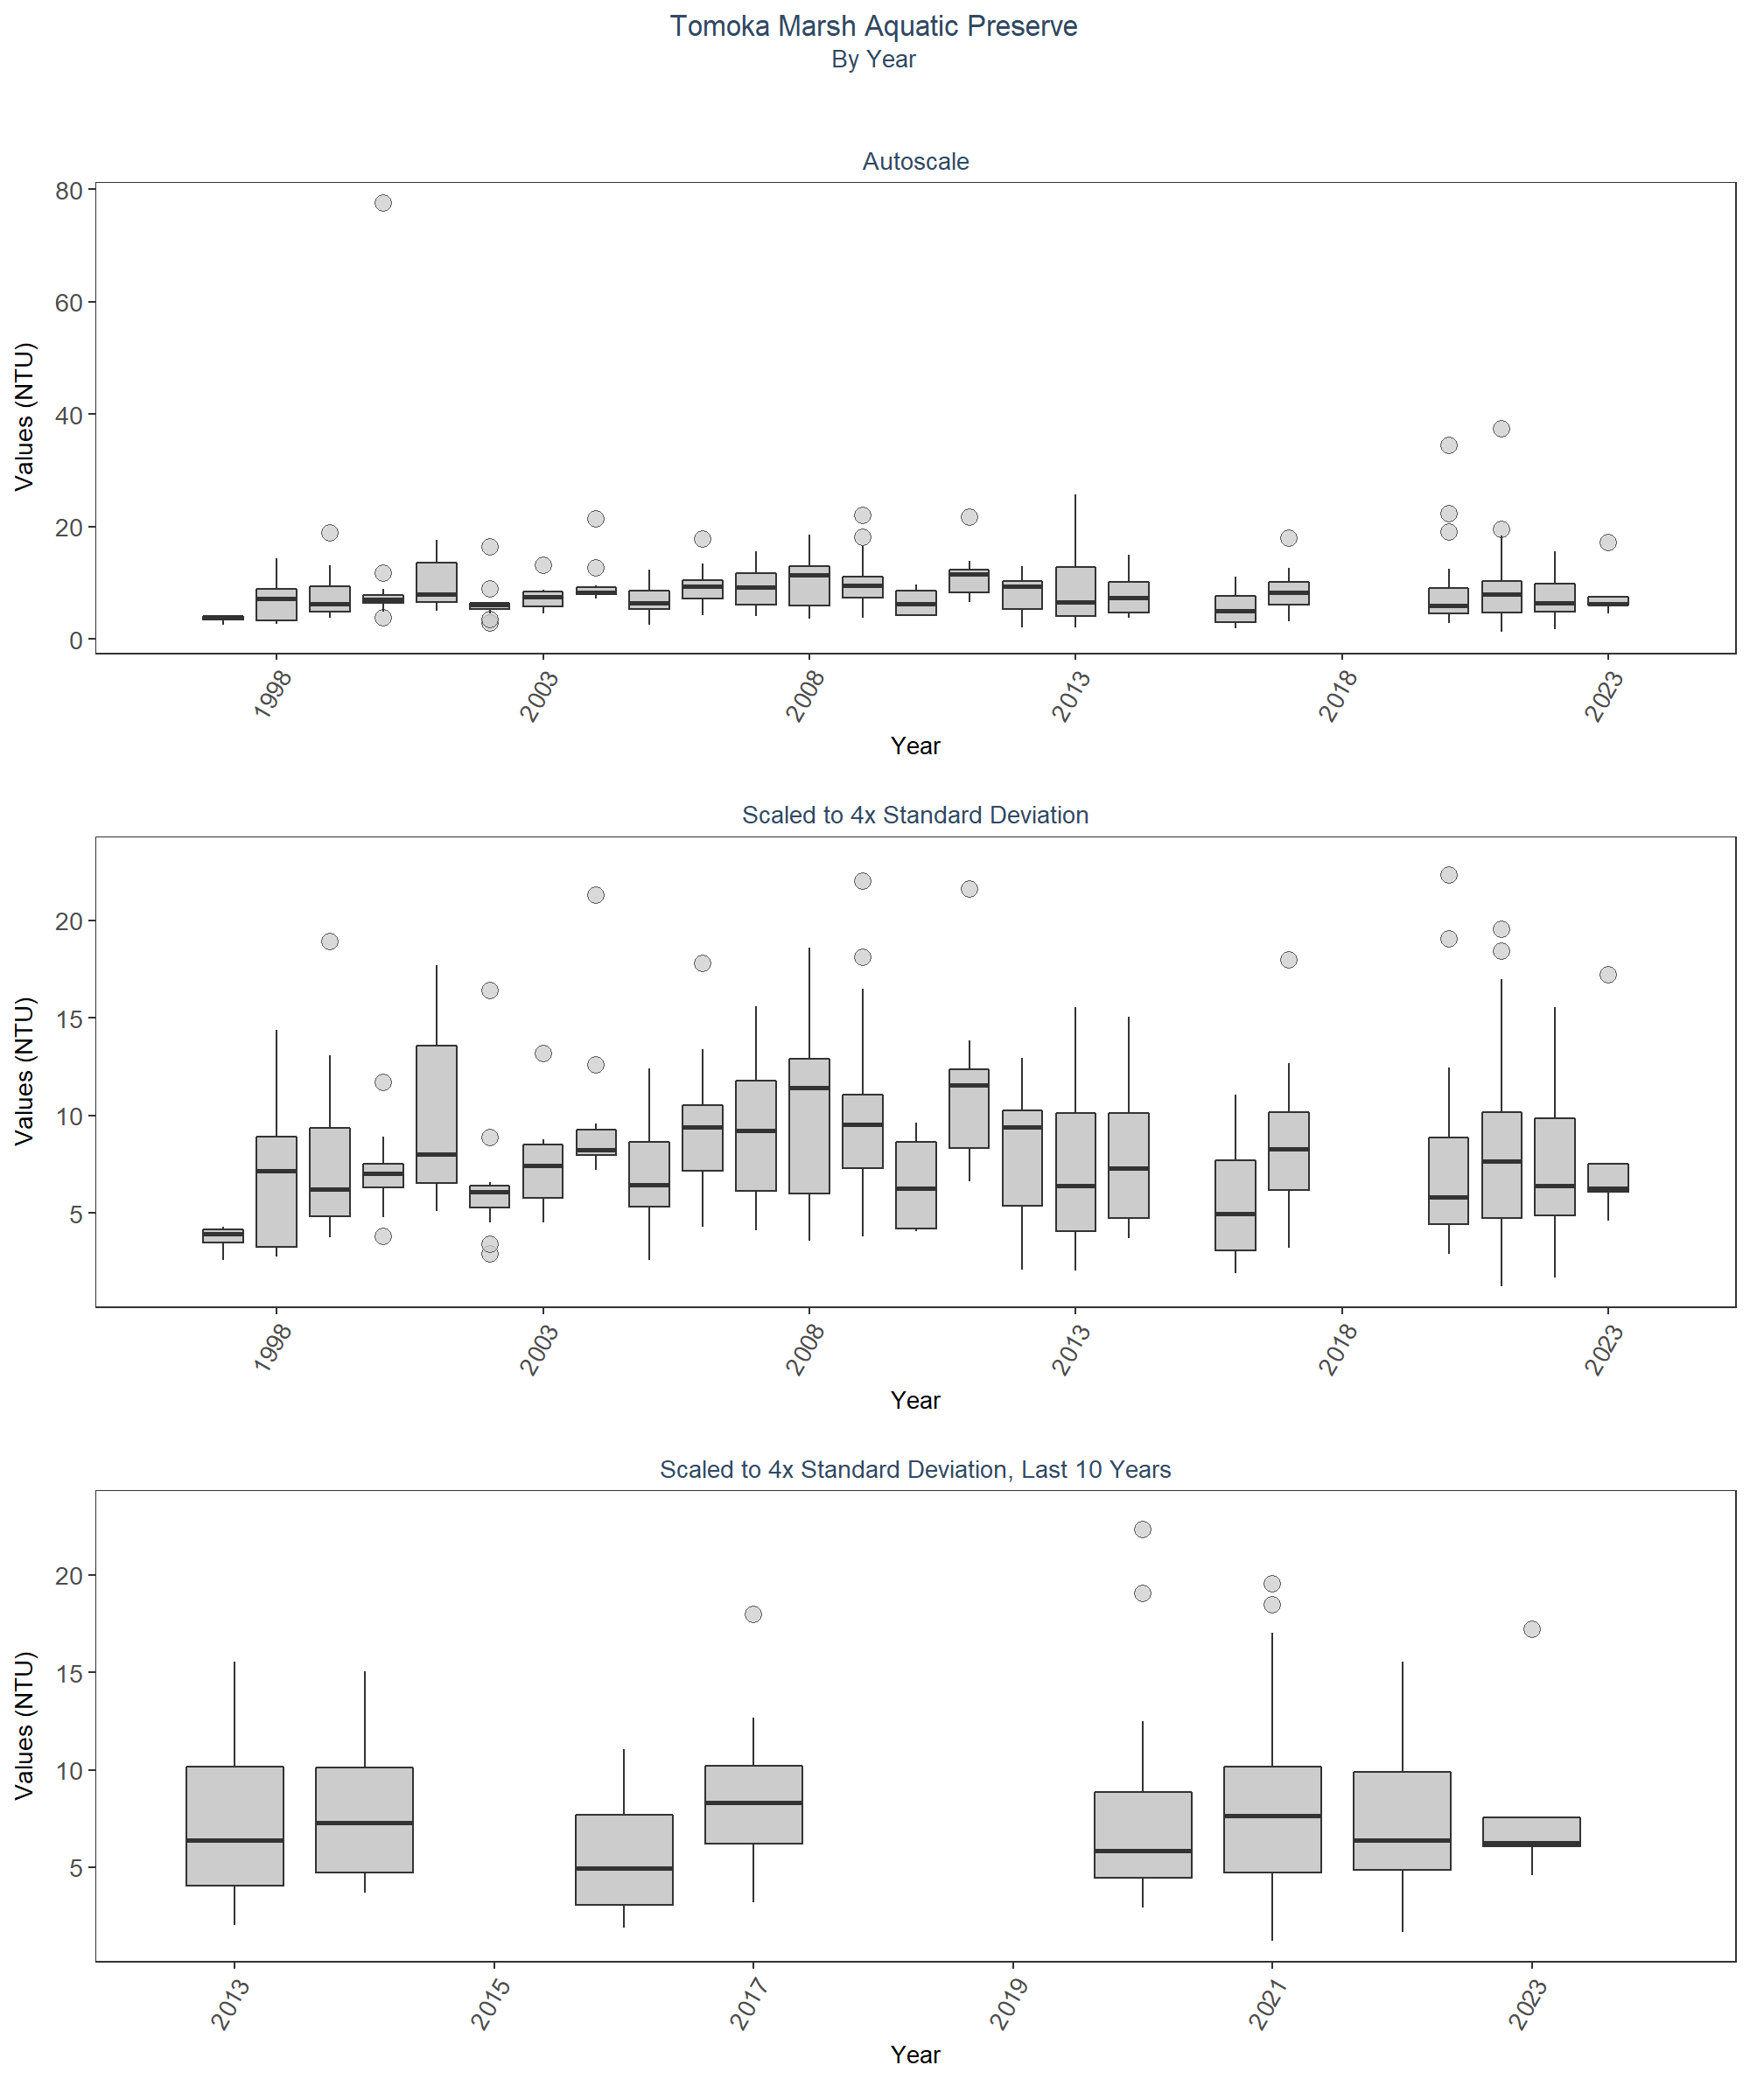 Tomoka Marsh Aquatic Preserve
By Year
Autoscale
80
60
40
20
0
Values (NTU)
1998 2003 2008 2013 2018 2023
Year
Scaled to 4x Standard Deviation
20
15
10
5
Values (NTU)
1998 2003 2008 2013 2018 2023
Year
Scaled to 4x Standard Deviation, Last 10 Years
20
15
10
5
Values (NTU)
2013 2015 2017 2019 2021 2023
Year